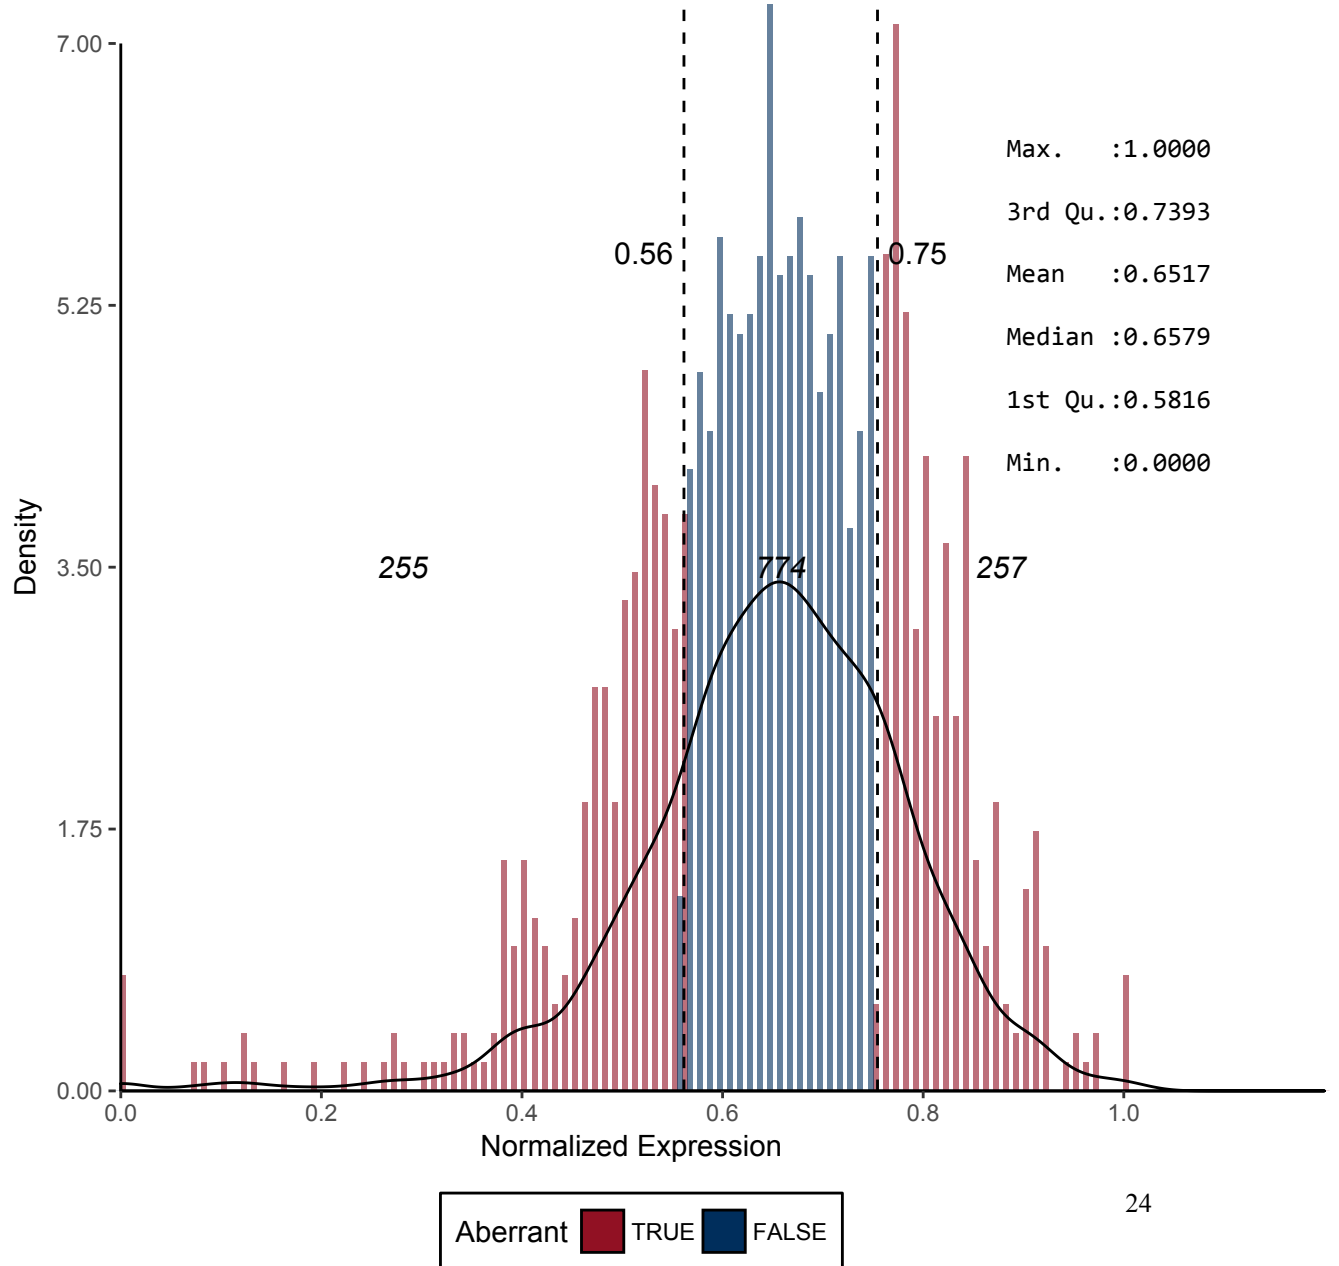 7.00
Max. :1.0000
3rd Qu.:0.7393
0.56
0.75
Mean :0.6517
5.25
Median :0.6579
1st Qu.:0.5816
Min. :0.0000
Density
3.50
255
774
257
1.75
0.00
0.0 0.2 0.4 0.6 0.8 1.0
Normalized Expression
24
Aberrant TRUE FALSE